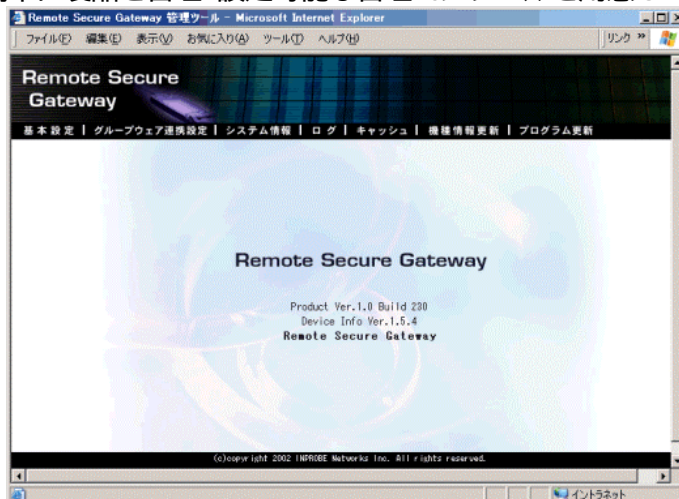 Remote Secure Gateway 管理ツール - Microsoft Internet Explorer
ファイル(F) 編集(E) 表示(V) お気に入り(A) ツール(T) ヘルプ(H) リンク »
Remote Secure
Gateway
基本設定 | グループウェア連携設定 | システム情報 | ログ | キャッシュ | 機種情報更新 | プログラム更新
Remote Secure Gateway
Product Ver.1.0 Build 230
Device Info Ver.1.5.4
Remote Secure Gateway
(c)copyright 2002 INPROBE Networks Inc. All rights reserved.
イントラネット